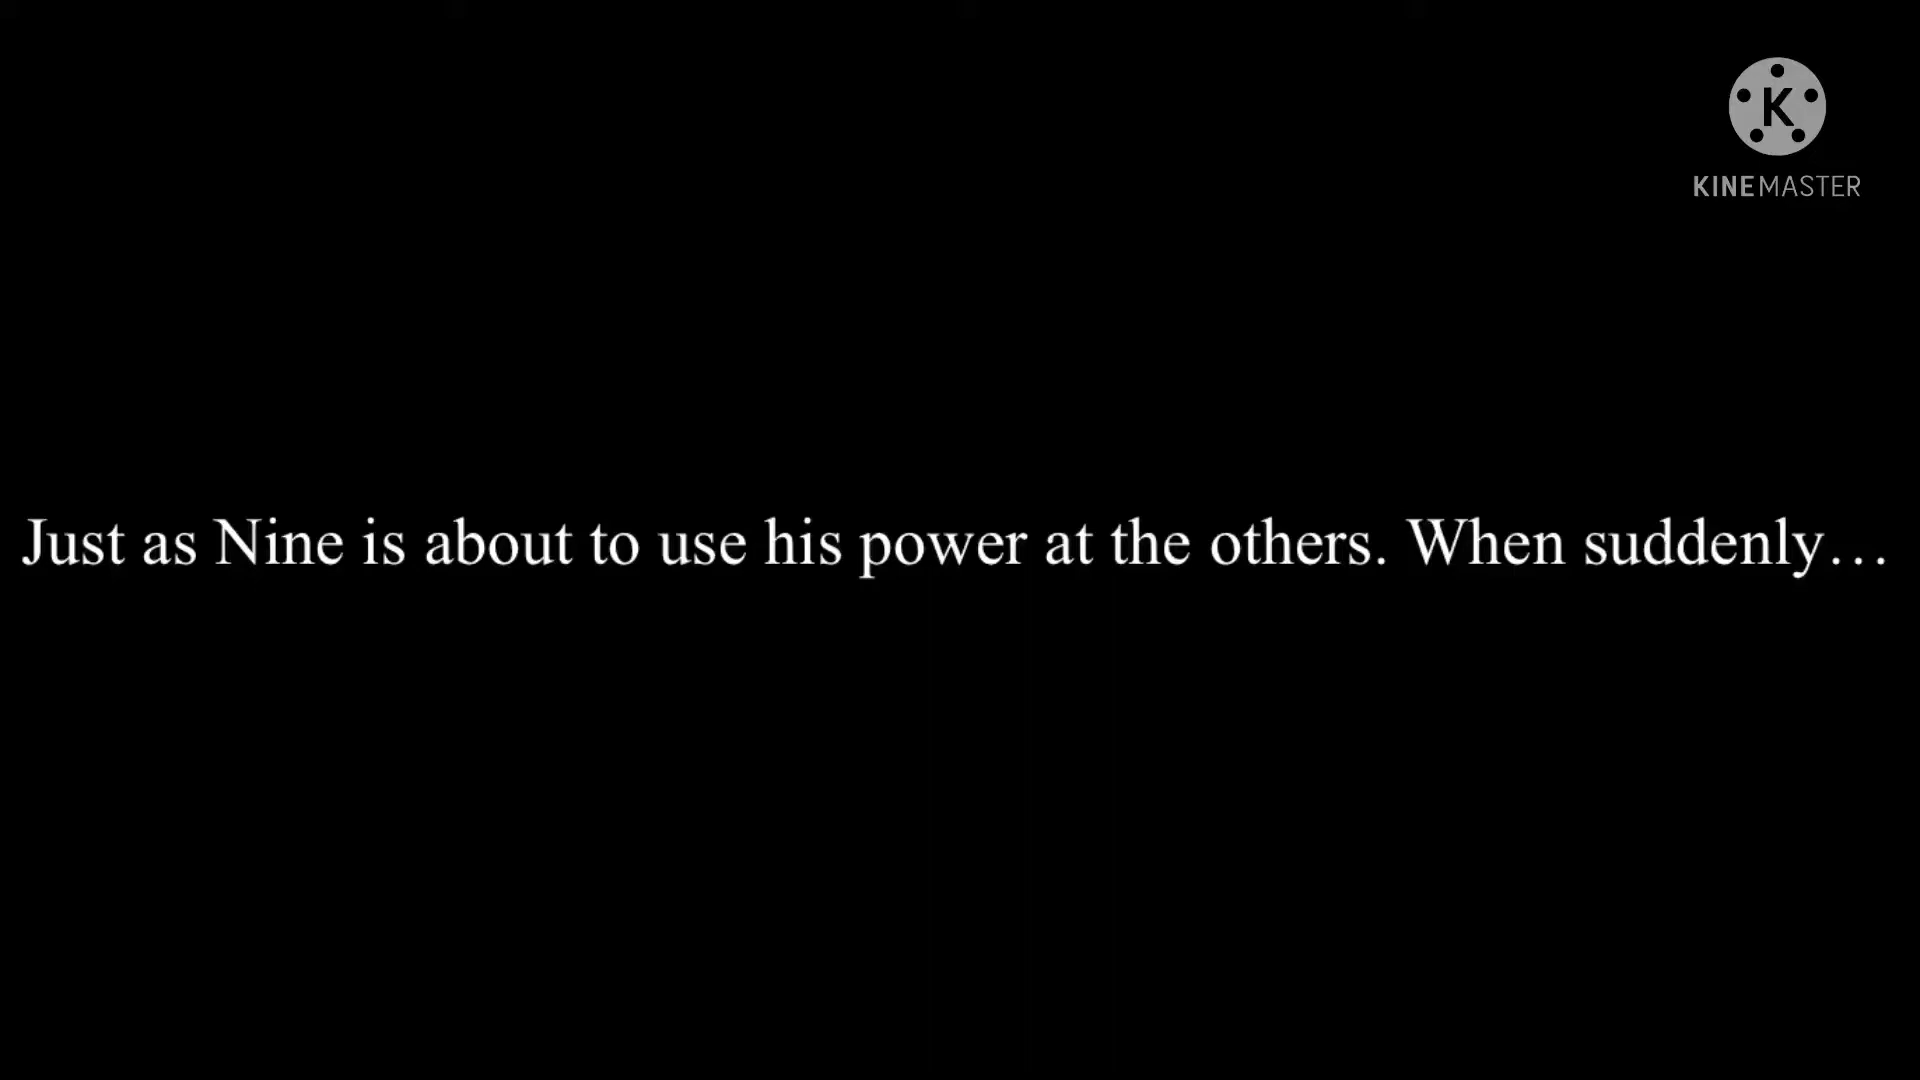 K
KINEMASTER
Just as Nine is about to use his power at the others. When suddenly…